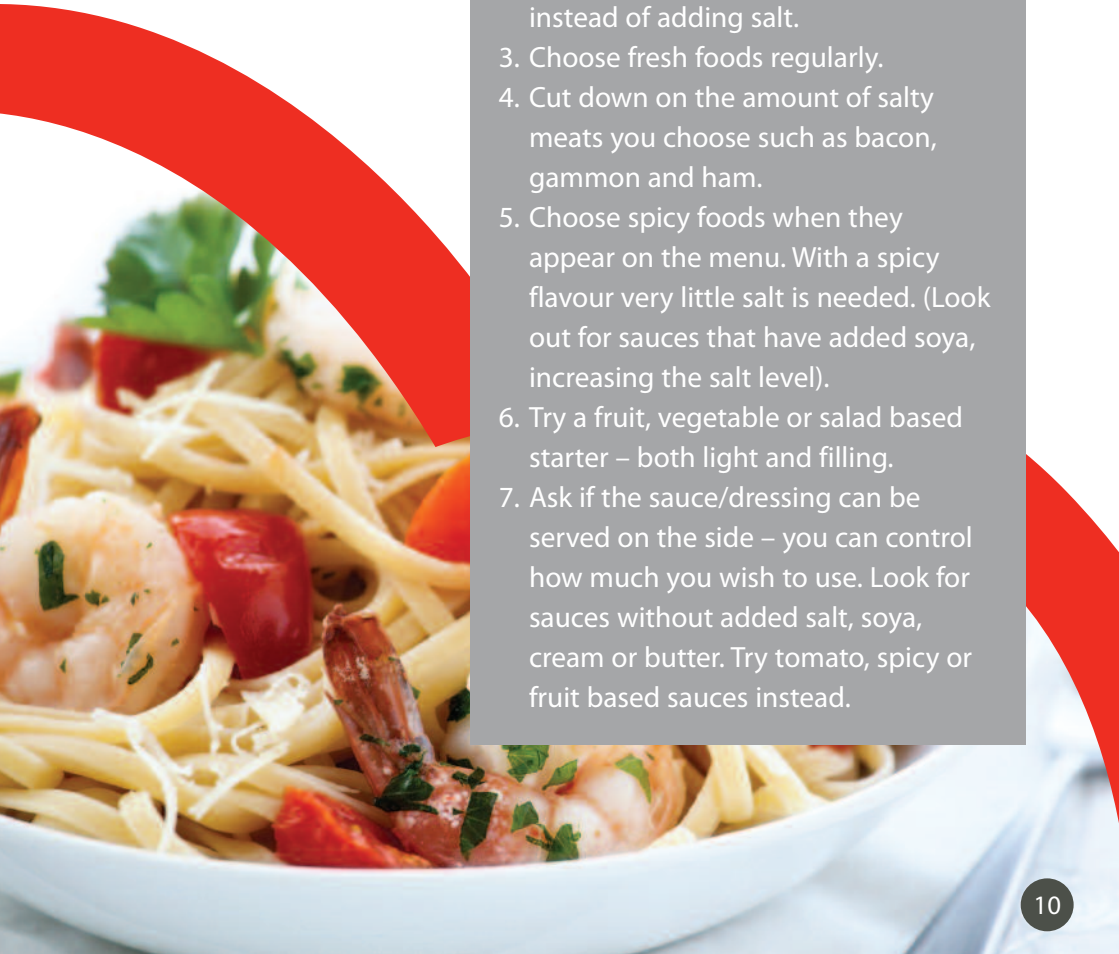 instead of adding salt.
3. Choose fresh foods regularly.
4. Cut down on the amount of salty
meats you choose such as bacon,
gammon and ham.
5. Choose spicy foods when they
appear on the menu. With a spicy
flavour very little salt is needed. (Look
out for sauces that have added soya,
increasing the salt level).
6. Try a fruit, vegetable or salad based
starter – both light and filling.
7. Ask if the sauce/dressing can be
served on the side – you can control
how much you wish to use. Look for
sauces without added salt, soya,
cream or butter. Try tomato, spicy or
fruit based sauces instead.
10